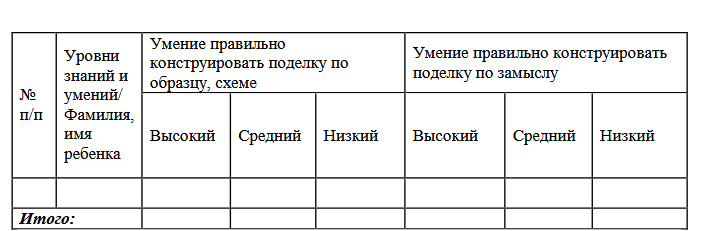 №
п/п
Уровни
знаний и
умений/
Фамилия,
имя
ребенка
Умение правильно
конструировать поделку по
образцу, схеме
Умение правильно конструировать
поделку по замыслу
Высокий
Средний
Низкий
Высокий
Средний
Низкий
Итого: